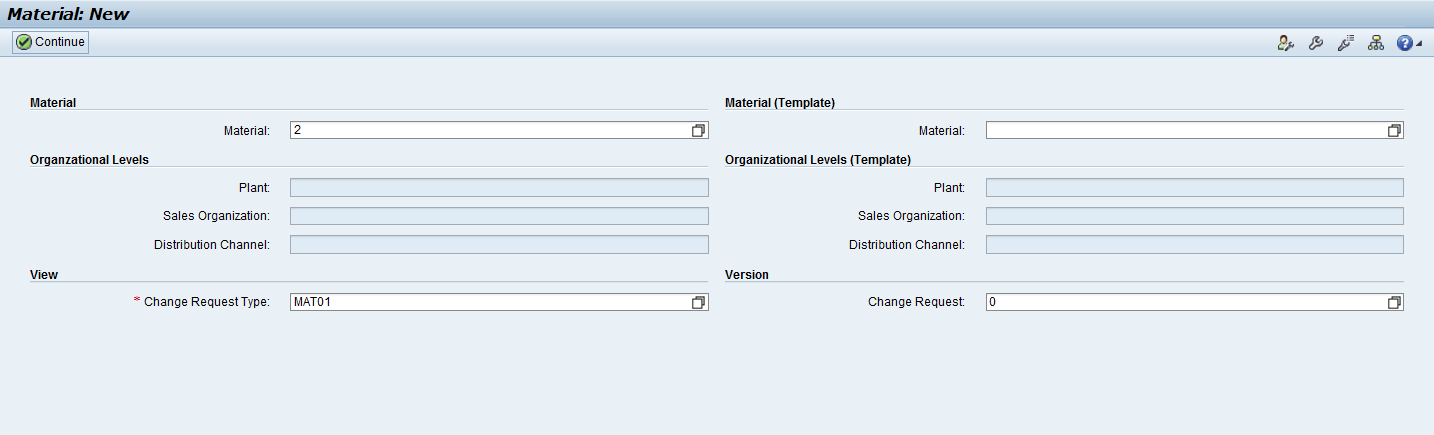 Material: New
Continue
Material
Material (Template)
Material: 2
Material:
Organzational Levels
Organizational Levels (Template)
Plant:
Plant:
Sales Organization:
Sales Organization:
Distribution Channel:
Distribution Channel:
View
Version
* Change Request Type: MAT01
Change Request: 0